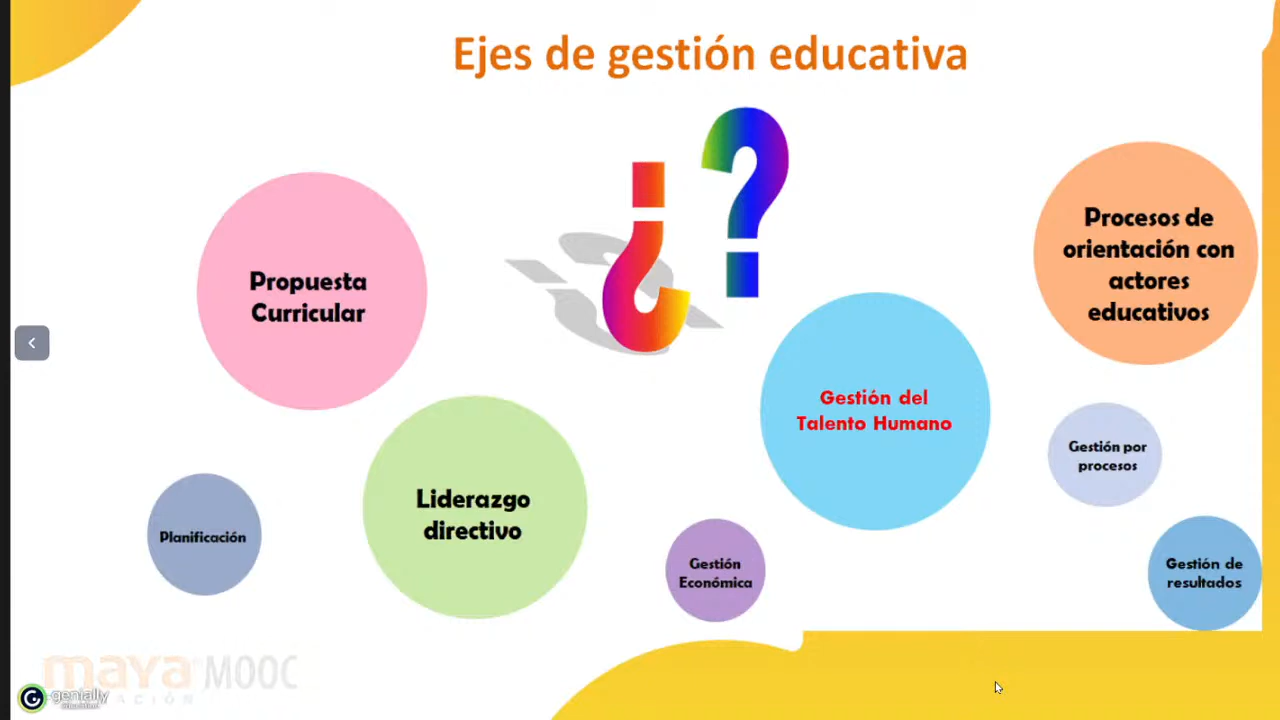 Ejes de gestión educativa
¿?
Propuesta
Curricular
Procesos de
orientación con
actores
educativos
Gestión del
Talento Humano
Gestión por
procesos
Liderazgo
directivo
Planificación
Gestión
Económica
Gestión de
resultados
maya MOOC
genially